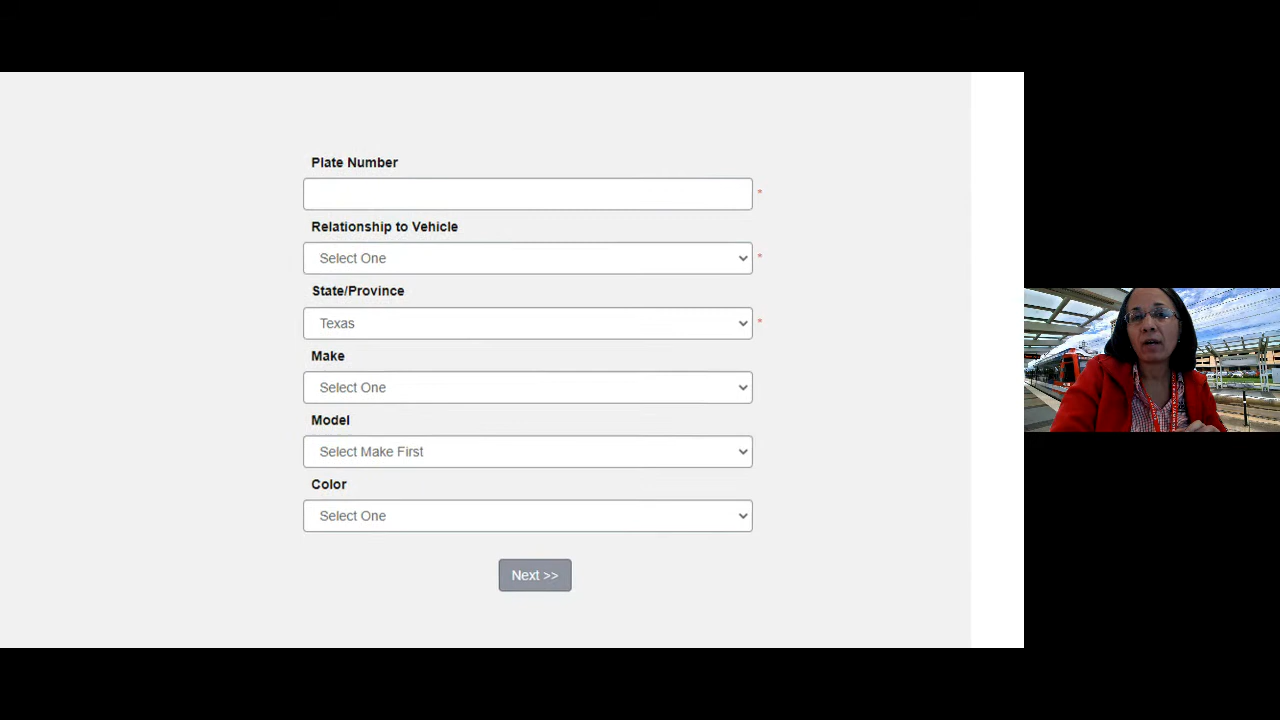 Plate Number
*
Relationship to Vehicle
Select One
*
State/Province
Texas
*
Make
Select One
Model
Select Make First
Color
Select One
Next >>